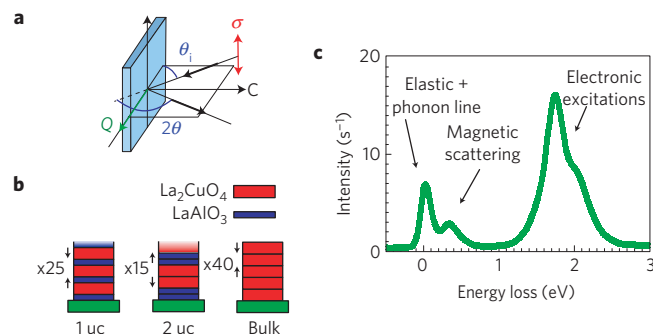 a
σ
θi
C
Q
2θ
b
La2CuO4
LaAlO3
x25
x15
x40
1 uc
2 uc
Bulk
c
20
10
0
Intensity (s⁻¹)
Elastic +
phonon line
Magnetic
scattering
Electronic
excitations
0
1
2
3
Energy loss (eV)